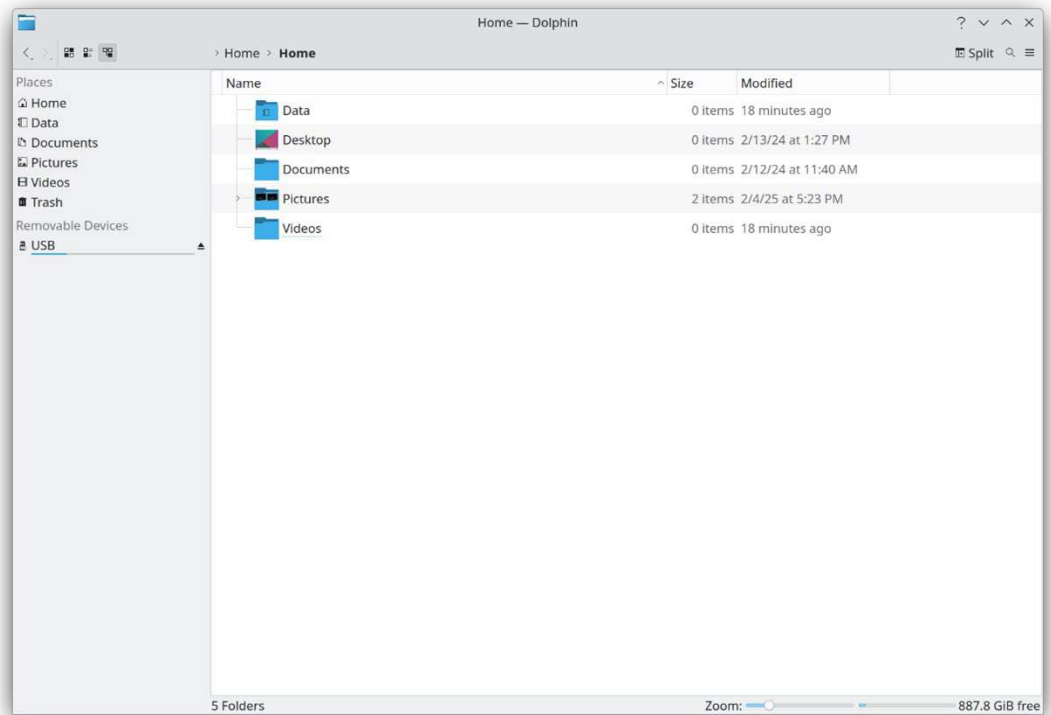 Home — Dolphin
Home > Home
Split
Places
Home
Data
Documents
Pictures
Videos
Trash
Removable Devices
USB
Name Size Modified
Data 0 items 18 minutes ago
Desktop 0 items 2/13/24 at 1:27 PM
Documents 0 items 2/12/24 at 11:40 AM
Pictures 2 items 2/4/25 at 5:23 PM
Videos 0 items 18 minutes ago
5 Folders Zoom: 887.8 GiB free